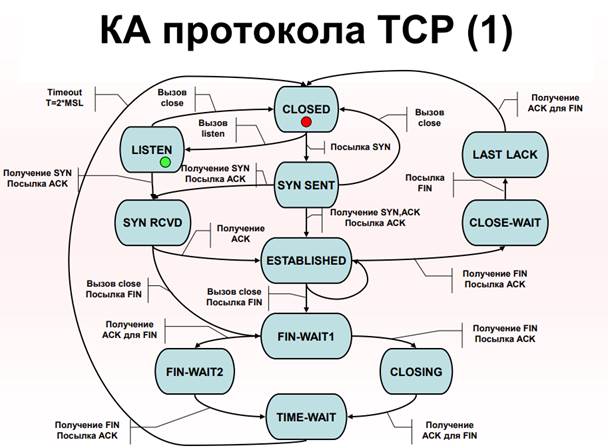 КА протокола TCP (1)
Timeout
T=2*MSL
Вызов
close
CLOSED
Вызов
listen
Вызов
close
Получение
ACK для FIN
LISTEN
Посылка SYN
LAST LACK
Получение SYN
Посылка ACK
Получение SYN
Посылка ACK
SYN SENT
Посылка
FIN
SYN RCVD
Получение SYN,ACK
Посылка ACK
CLOSE-WAIT
Получение
ACK
ESTABLISHED
Получение FIN
Посылка ACK
Вызов close
Посылка FIN
Вызов close
Посылка FIN
Получение
ACK для FIN
FIN-WAIT1
Получение FIN
Посылка ACK
FIN-WAIT2
CLOSING
TIME-WAIT
Получение FIN
Посылка ACK
Получение
ACK для FIN